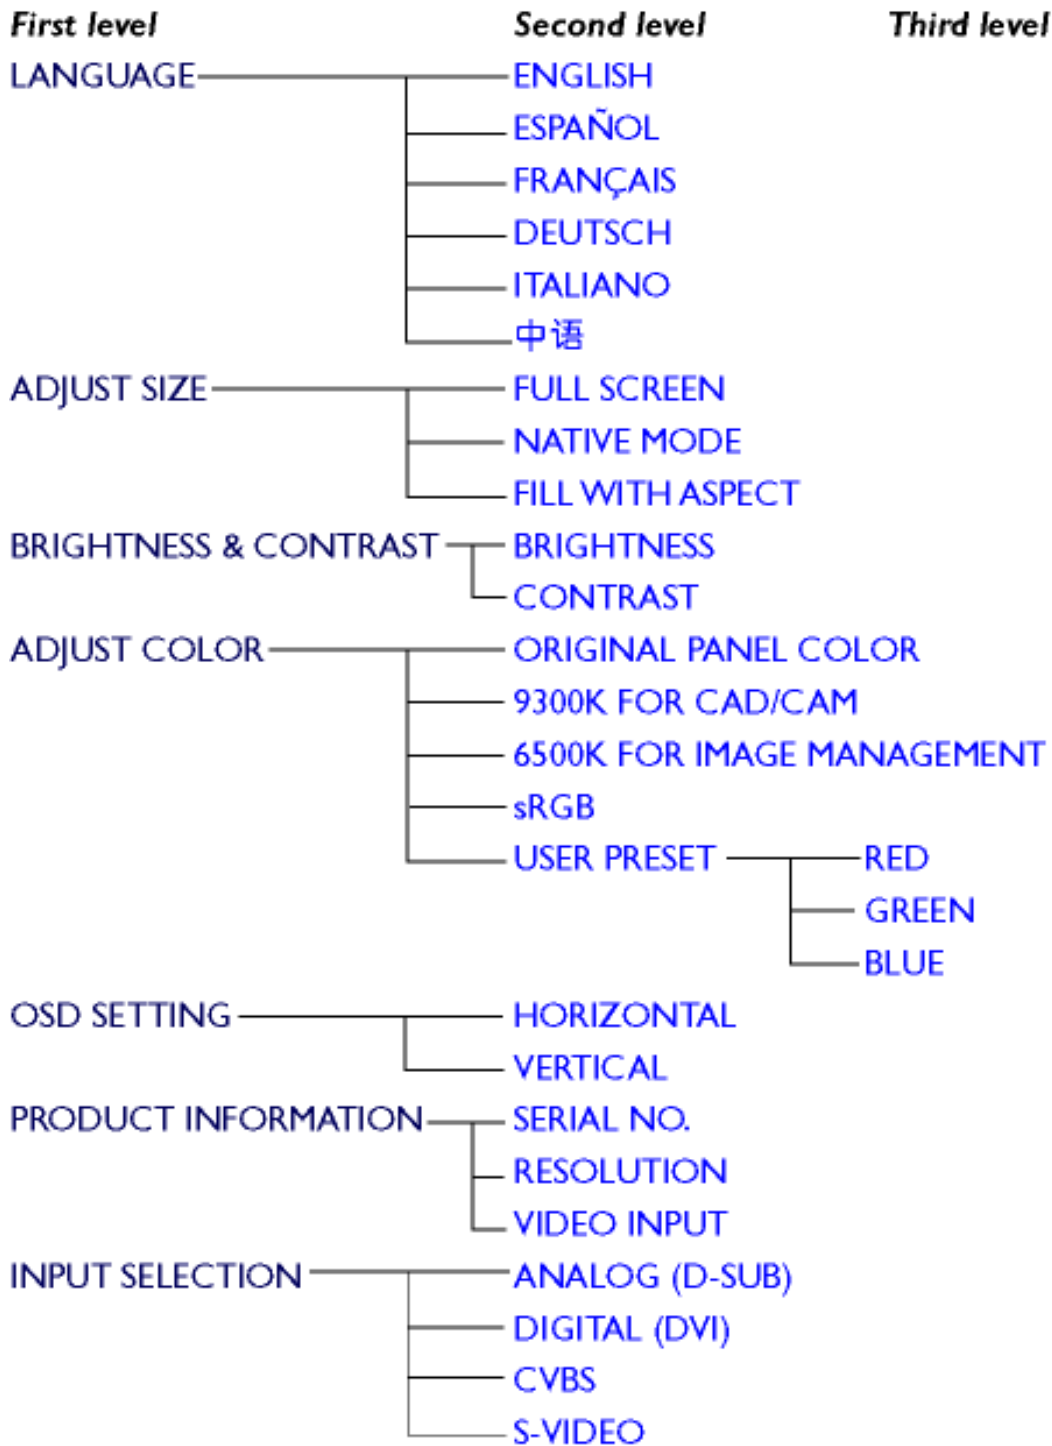 First level Second level Third level
LANGUAGE ENGLISH
ESPAÑOL
FRANÇAIS
DEUTSCH
ITALIANO
中语
ADJUST SIZE FULL SCREEN
NATIVE MODE
FILL WITH ASPECT
BRIGHTNESS & CONTRAST BRIGHTNESS
CONTRAST
ADJUST COLOR ORIGINAL PANEL COLOR
9300K FOR CAD/CAM
6500K FOR IMAGE MANAGEMENT
sRGB
USER PRESET RED
GREEN
BLUE
OSD SETTING HORIZONTAL
VERTICAL
PRODUCT INFORMATION SERIAL NO.
RESOLUTION
VIDEO INPUT
INPUT SELECTION ANALOG (D-SUB)
DIGITAL (DVI)
CVBS
S-VIDEO